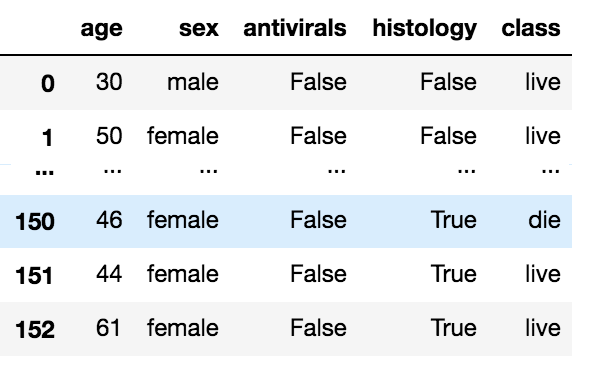 age sex antivirals histology class
0 30 male False False live
1 50 female False False live
... ... ... ... ... ...
150 46 female False True die
151 44 female False True live
152 61 female False True live